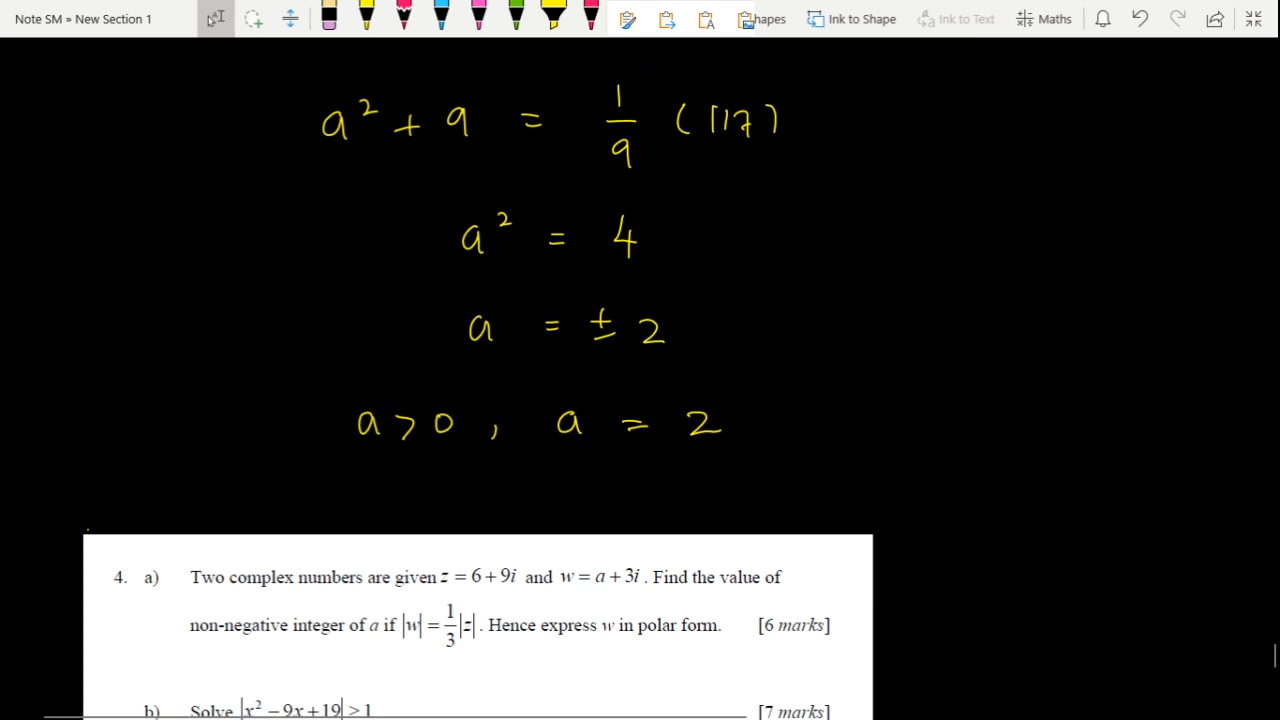 Note SM » New Section 1 hapes Ink to Shape Ink to Text Maths
a² + 9 = 1/9 (117)
a² = 4
a = ± 2
a > 0 , a = 2
4. a) Two complex numbers are given z = 6 + 9i and w = a + 3i . Find the value of
non-negative integer of a if |w| = 1/3 |z| . Hence express w in polar form. [6 marks]
b) Solve |x² − 9x + 19| > 1 [7 marks]